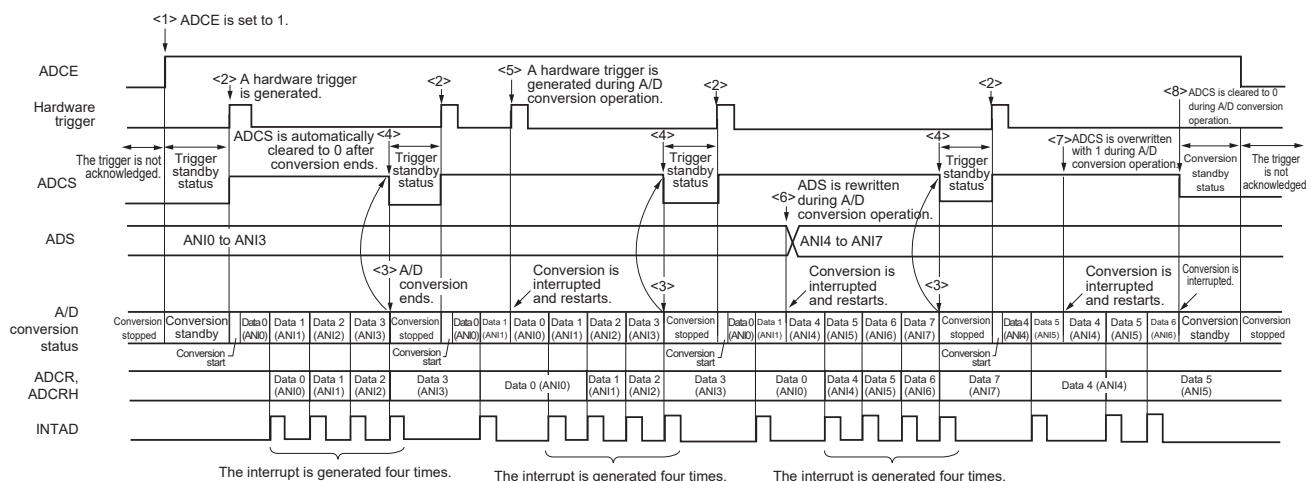 <1> ADCE is set to 1.
ADCE
<2> A hardware trigger
is generated.
<2>
<5> A hardware trigger is
generated during A/D
conversion operation.
<2>
<2>
<8> ADCS is cleared to 0
during A/D conversion
operation.
Hardware
trigger
The trigger is not
acknowledged.
Trigger
standby
status
ADCS is automatically
cleared to 0 after
conversion ends.
<4>
Trigger
standby
status
<4>
Trigger
standby
status
<4>
Trigger
standby
status
<7> ADCS is overwritten
with 1 during A/D
conversion operation.
Conversion
standby
status
The trigger
is not
acknowledged
ADCS
<6> ADS is rewritten
during A/D
conversion operation.
ADS
ANI0 to ANI3
ANI4 to ANI7
<3> A/D
conversion
ends.
Conversion is
interrupted
and restarts.
<3>
Conversion is
interrupted
and restarts.
<3>
Conversion is
interrupted
and restarts.
Conversion is
interrupted.
A/D
conversion
status
Conversion
stopped
Conversion
standby
Data 0
(ANI0)
Data 1
(ANI1)
Data 2
(ANI2)
Data 3
(ANI3)
Conversion
stopped
Data 0
(ANI0)
Data 1
(ANI1)
Data 0
(ANI0)
Data 1
(ANI1)
Data 2
(ANI2)
Data 3
(ANI3)
Conversion
stopped
Data 0
(ANI0)
Data 1
(ANI1)
Data 4
(ANI4)
Data 5
(ANI5)
Data 6
(ANI6)
Data 7
(ANI7)
Conversion
stopped
Data 4
(ANI4)
Data 5
(ANI5)
Data 4
(ANI4)
Data 5
(ANI5)
Data 6
(ANI6)
Conversion
standby
Conversion
stopped
Conversion
start
Conversion
start
Conversion
start
Conversion
start
ADCR,
ADCRH
Data 0
(ANI0)
Data 1
(ANI1)
Data 2
(ANI2)
Data 3
(ANI3)
Data 0 (ANI0)
Data 1
(ANI1)
Data 2
(ANI2)
Data 3
(ANI3)
Data 0
(ANI0)
Data 4
(ANI4)
Data 5
(ANI5)
Data 6
(ANI6)
Data 7
(ANI7)
Data 4 (ANI4)
Data 5
(ANI5)
INTAD
The interrupt is generated four times.
The interrupt is generated four times.
The interrupt is generated four times.